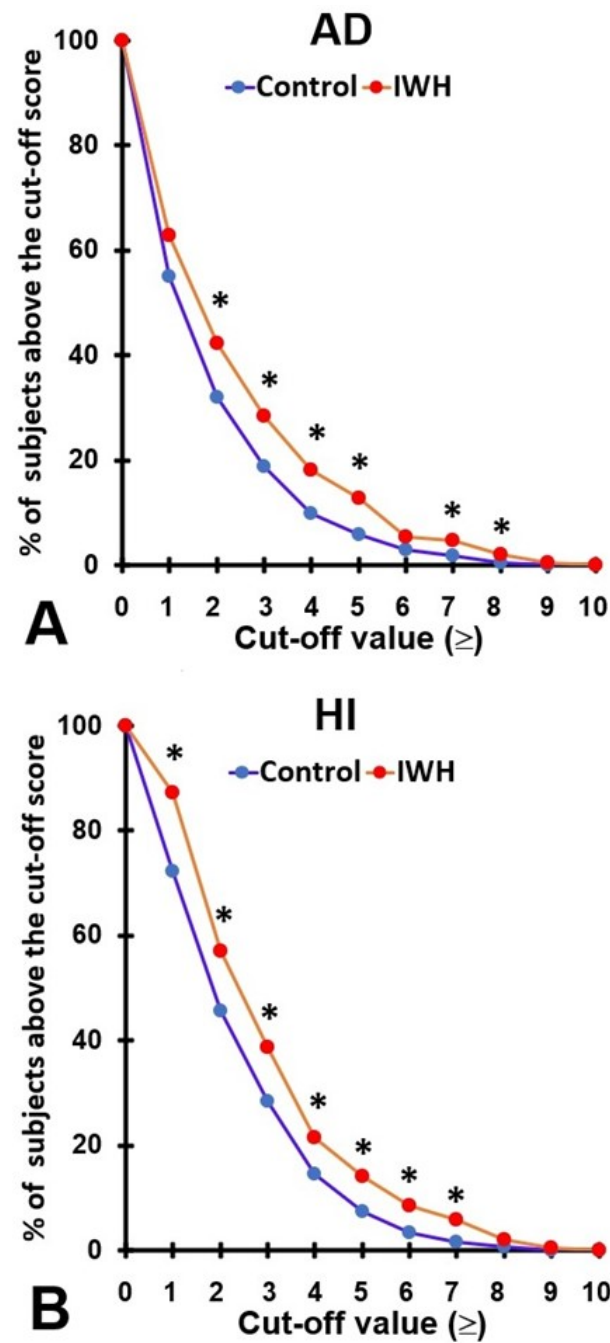 AD
Control IWH
% of subjects above the cut-off score
100
80
60
40
20
0
* * * * * *
0 1 2 3 4 5 6 7 8 9 10
Cut-off value (≥)
A
HI
Control IWH
% of subjects above the cut-off score
100
80
60
40
20
0
* * * * * * *
0 1 2 3 4 5 6 7 8 9 10
Cut-off value (≥)
B